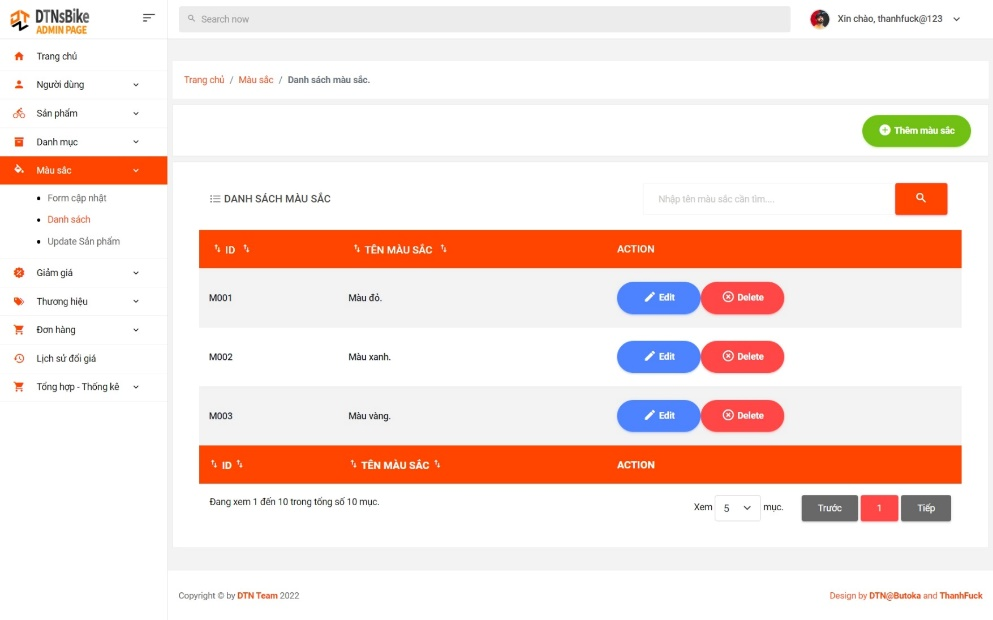 DTNsBike
ADMIN PAGE
Search now
Xin chào, thanhfuck@123
Trang chủ
Người dùng
Sản phẩm
Danh mục
Màu sắc
Form cập nhật
Danh sách
Update Sản phẩm
Giảm giá
Thương hiệu
Đơn hàng
Lịch sử đổi giá
Tổng hợp - Thống kê
Trang chủ / Màu sắc / Danh sách màu sắc.
Thêm màu sắc
DANH SÁCH MÀU SẮC
Nhập tên màu sắc cần tìm...
ID TÊN MÀU SẮC ACTION
M001 Màu đỏ. Edit Delete
M002 Màu xanh. Edit Delete
M003 Màu vàng. Edit Delete
ID TÊN MÀU SẮC ACTION
Đang xem 1 đến 10 trong tổng số 10 mục. Xem 5 mục. Trước 1 Tiếp
Copyright © by DTN Team 2022 Design by DTN@Butoka and ThanhFuck